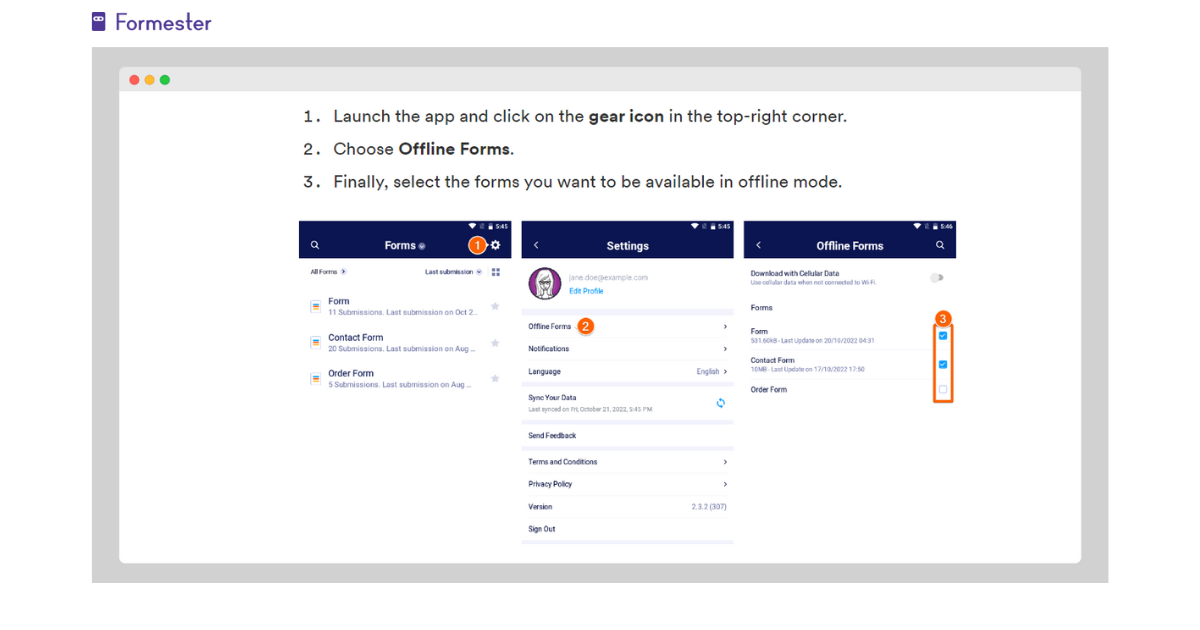 Formester
1. Launch the app and click on the gear icon in the top-right corner.
2. Choose Offline Forms.
3. Finally, select the forms you want to be available in offline mode.
5:45
Forms
1
All Forms
Last submission
Form
11 Submissions. Last submission on Oct 2...
Contact Form
20 Submissions. Last submission on Aug ...
Order Form
5 Submissions. Last submission on Aug ...
5:45
Settings
jane.doe@example.com
Edit Profile
Offline Forms
2
Notifications
Language
English
Sync Your Data
Last synced on Fri, October 21, 2022, 5:43 PM
Send Feedback
Terms and Conditions
Privacy Policy
Version
2.3.2 (307)
Sign Out
5:46
Offline Forms
Download with Cellular Data
Use cellular data when not connected to Wi-Fi.
Forms
3
Form
531.60kB - Last Update on 20/10/2022 04:31
Contact Form
10MB - Last Update on 17/10/2022 17:50
Order Form